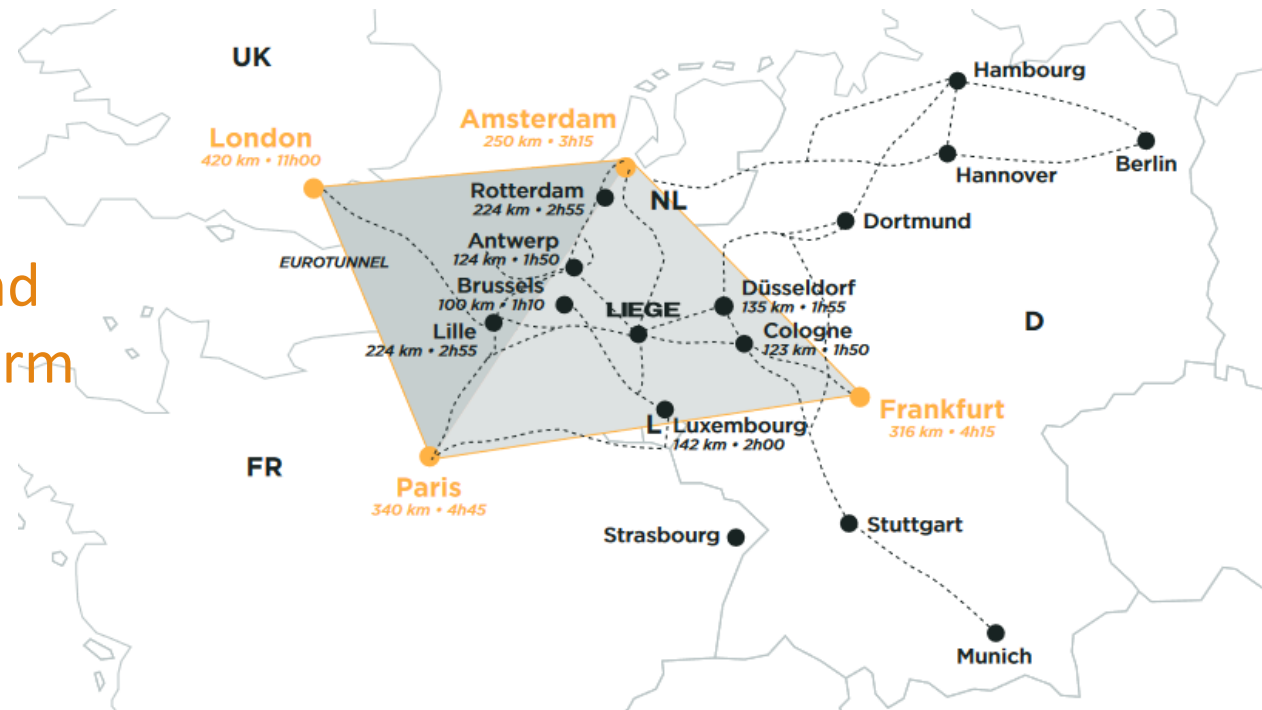 UK
London
420 km • 11h00
Amsterdam
250 km • 3h15
Hambourg
Berlin
Hannover
Rotterdam
224 km • 2h55
NL
Dortmund
Antwerp
124 km • 1h50
EUROTUNNEL
nd
rm
Brussels
100 km • 1h10
LIEGE
Düsseldorf
135 km • 1h55
Lille
224 km • 2h55
Cologne
123 km • 1h50
D
Frankfurt
316 km • 4h15
L
Luxembourg
142 km • 2h00
FR
Paris
340 km • 4h45
Strasbourg
Stuttgart
Munich